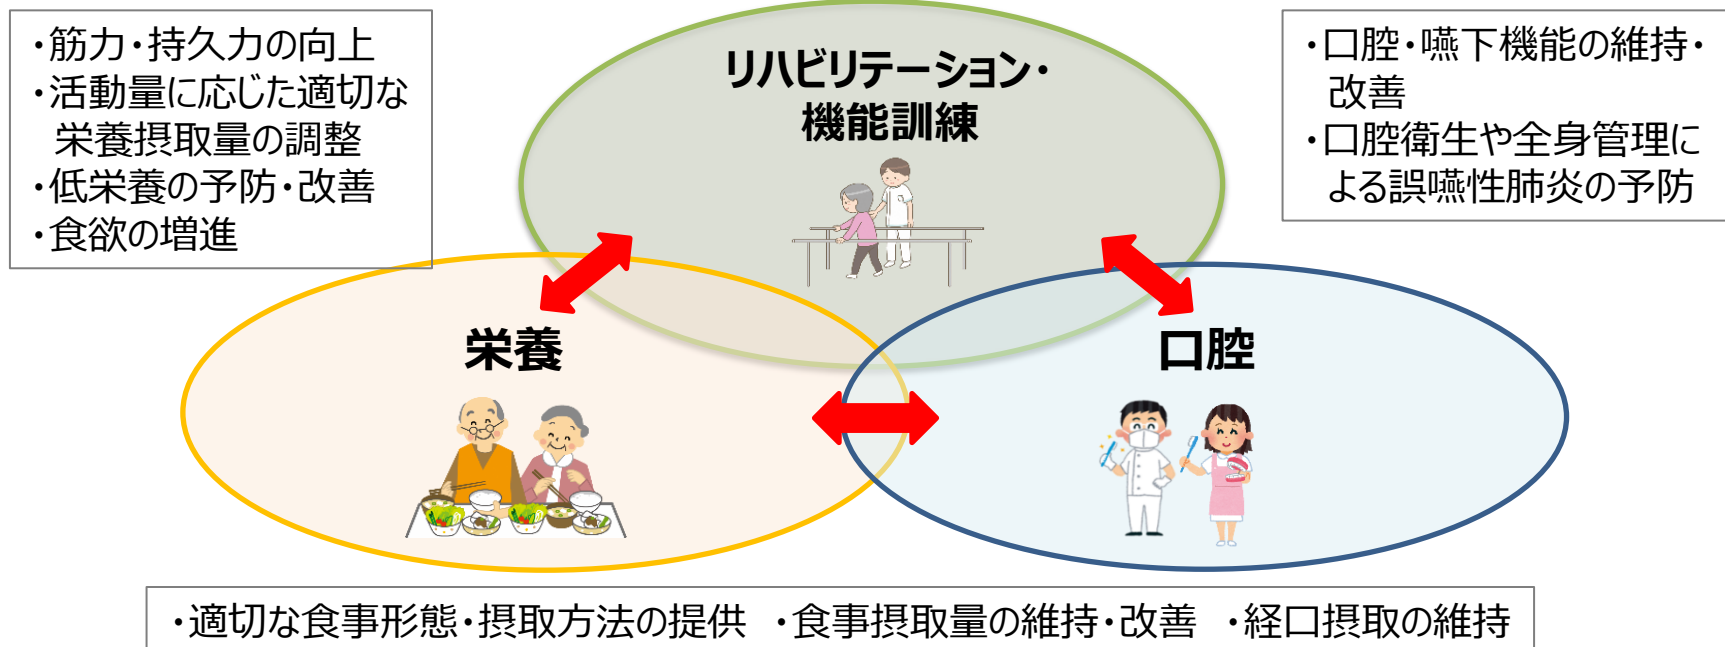 ・筋力・持久力の向上
・活動量に応じた適切な
栄養摂取量の調整
・低栄養の予防・改善
・食欲の増進
リハビリテーション・
機能訓練
・口腔・嚥下機能の維持・
改善
・口腔衛生や全身管理に
よる誤嚥性肺炎の予防
栄養
口腔
・適切な食事形態・摂取方法の提供 ・食事摂取量の維持・改善 ・経口摂取の維持